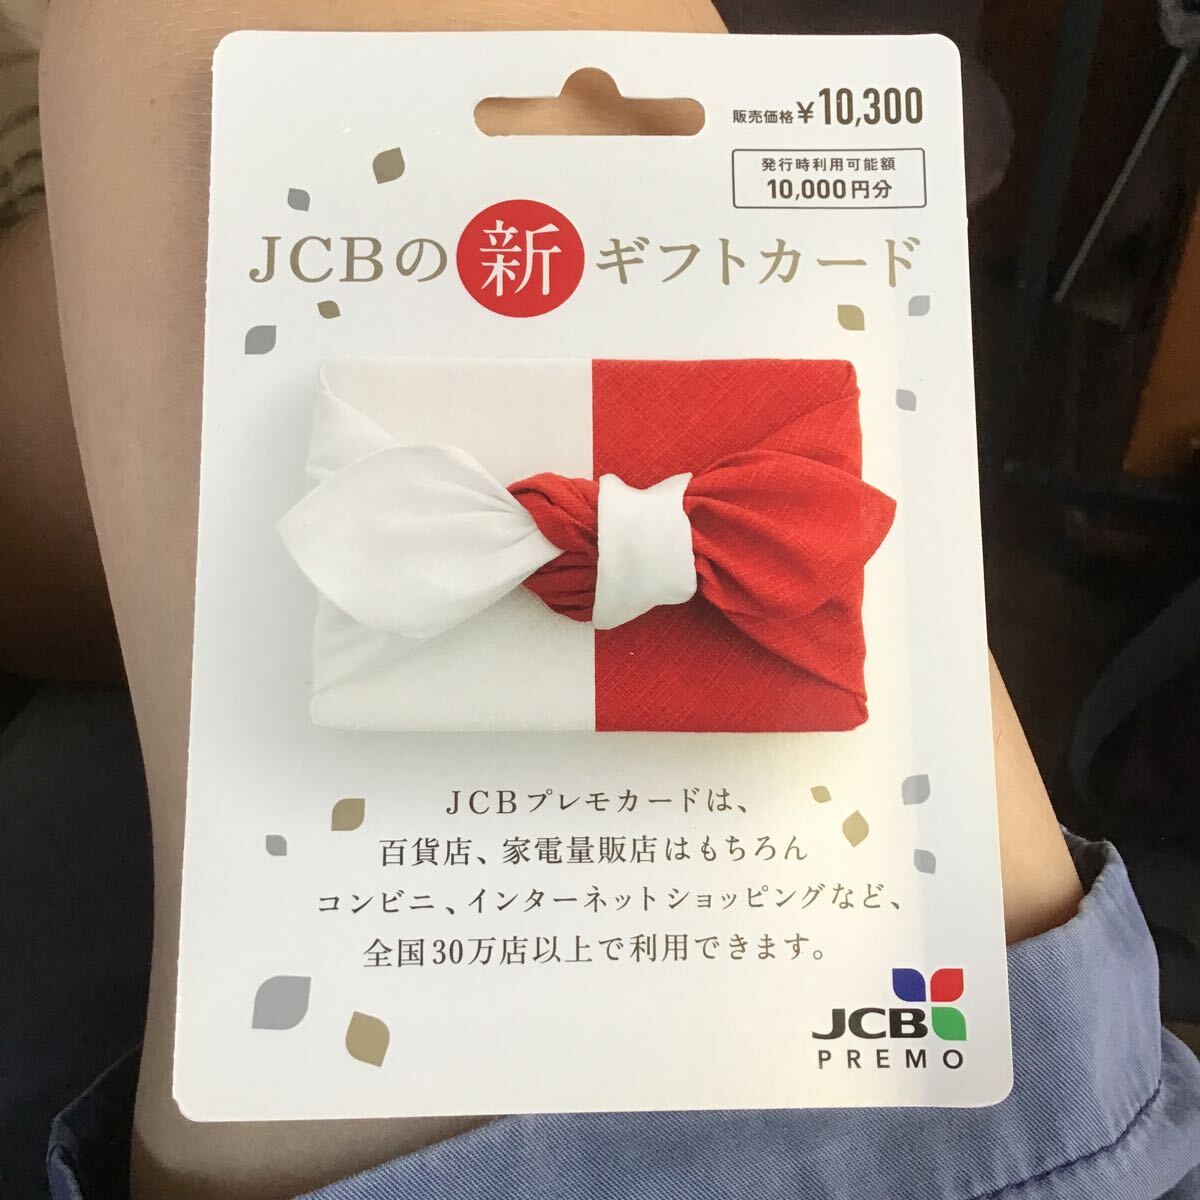 販売価格 ¥10,300
発行時利用可能額
10,000円分
JCBの新ギフトカード
JCBプレモカードは、
百貨店、家電量販店はもちろん
コンビニ、インターネットショッピングなど、
全国30万店以上で利用できます。
JCB
PREMO